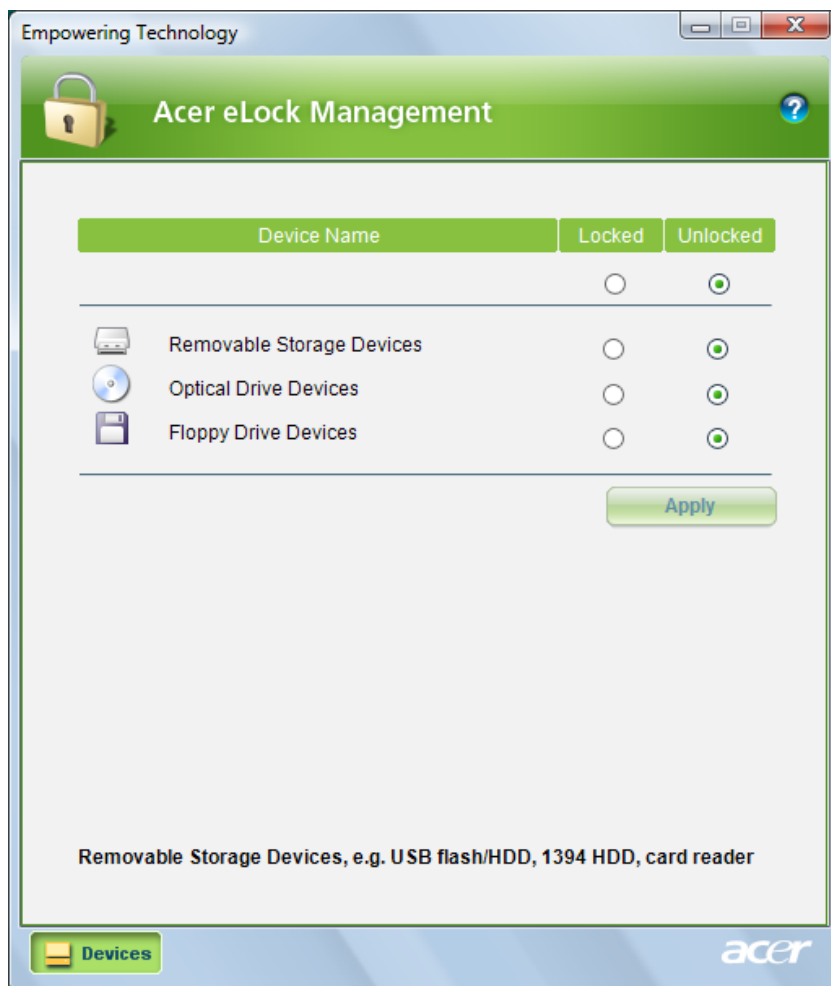 Empowering Technology
Acer eLock Management
?
Device Name Locked Unlocked
Removable Storage Devices
Optical Drive Devices
Floppy Drive Devices
Apply
Removable Storage Devices, e.g. USB flash/HDD, 1394 HDD, card reader
Devices
acer